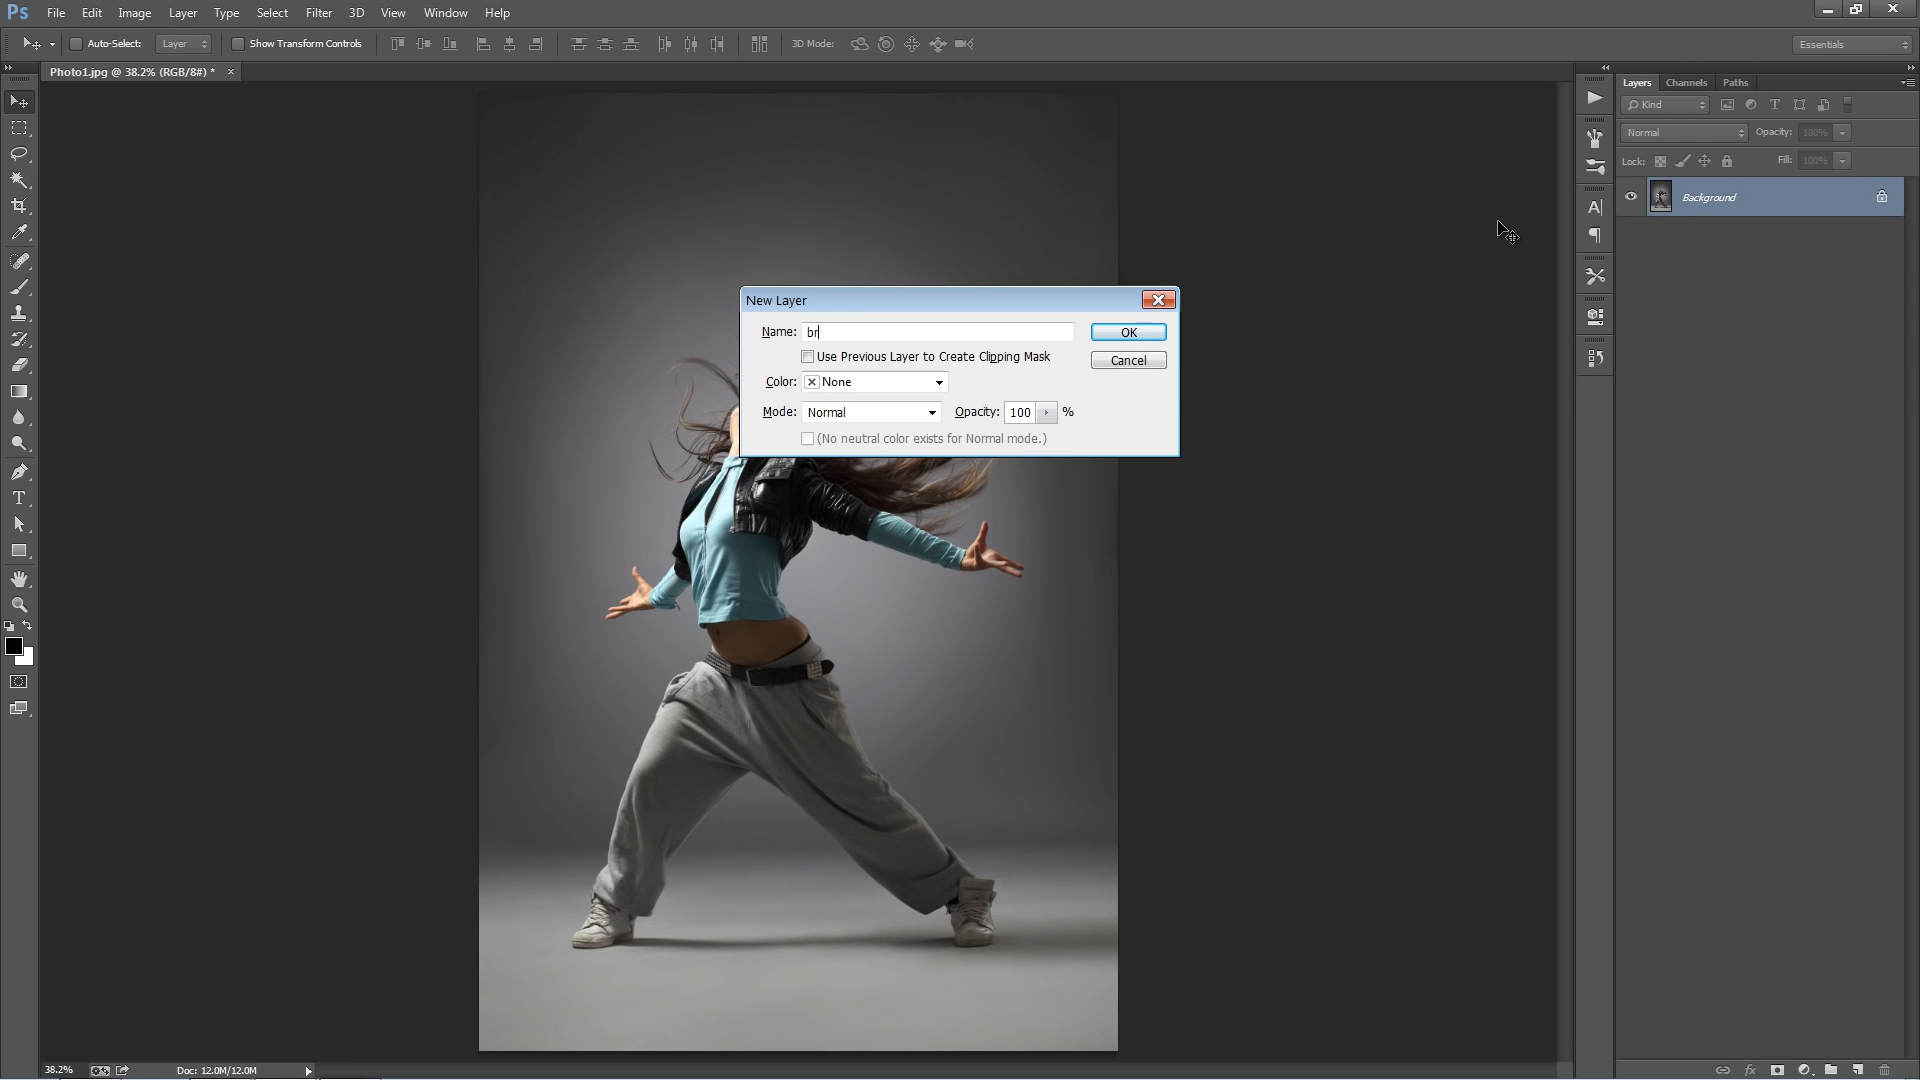 Ps File Edit Image Layer Type Select Filter 3D View Window Help
Auto-Select: Layer Show Transform Controls 3D Mode: Essentials
Photo1.jpg @ 38.2% (RGB/8#) * ×
Layers Channels Paths
Kind
Normal Opacity: 100%
Lock: Fill: 100%
Background
New Layer
Name: br
OK
Use Previous Layer to Create Clipping Mask
Cancel
Color: None
Mode: Normal Opacity: 100 %
(No neutral color exists for Normal mode.)
38.2% Doc: 12.0M/12.0M